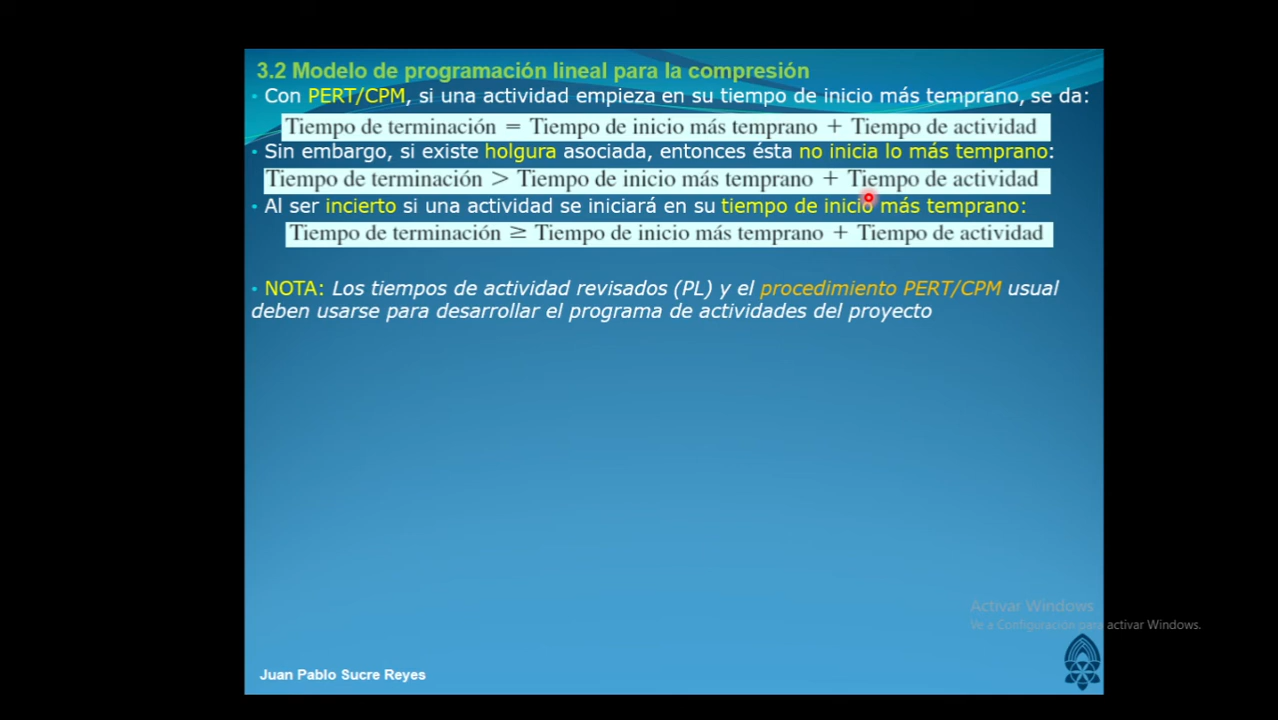 3.2 Modelo de programación lineal para la compresión
• Con PERT/CPM, si una actividad empieza en su tiempo de inicio más temprano, se da:
Tiempo de terminación = Tiempo de inicio más temprano + Tiempo de actividad
Sin embargo, si existe holgura asociada, entonces ésta no inicia lo más temprano:
Tiempo de terminación > Tiempo de inicio más temprano + Tiempo de actividad
• Al ser incierto si una actividad se iniciará en su tiempo de inicio más temprano:
Tiempo de terminación ≥ Tiempo de inicio más temprano + Tiempo de actividad
• NOTA: Los tiempos de actividad revisados (PL) y el procedimiento PERT/CPM usual
deben usarse para desarrollar el programa de actividades del proyecto
Activar Windows
Ve a Configuración para activar Windows.
Juan Pablo Sucre Reyes